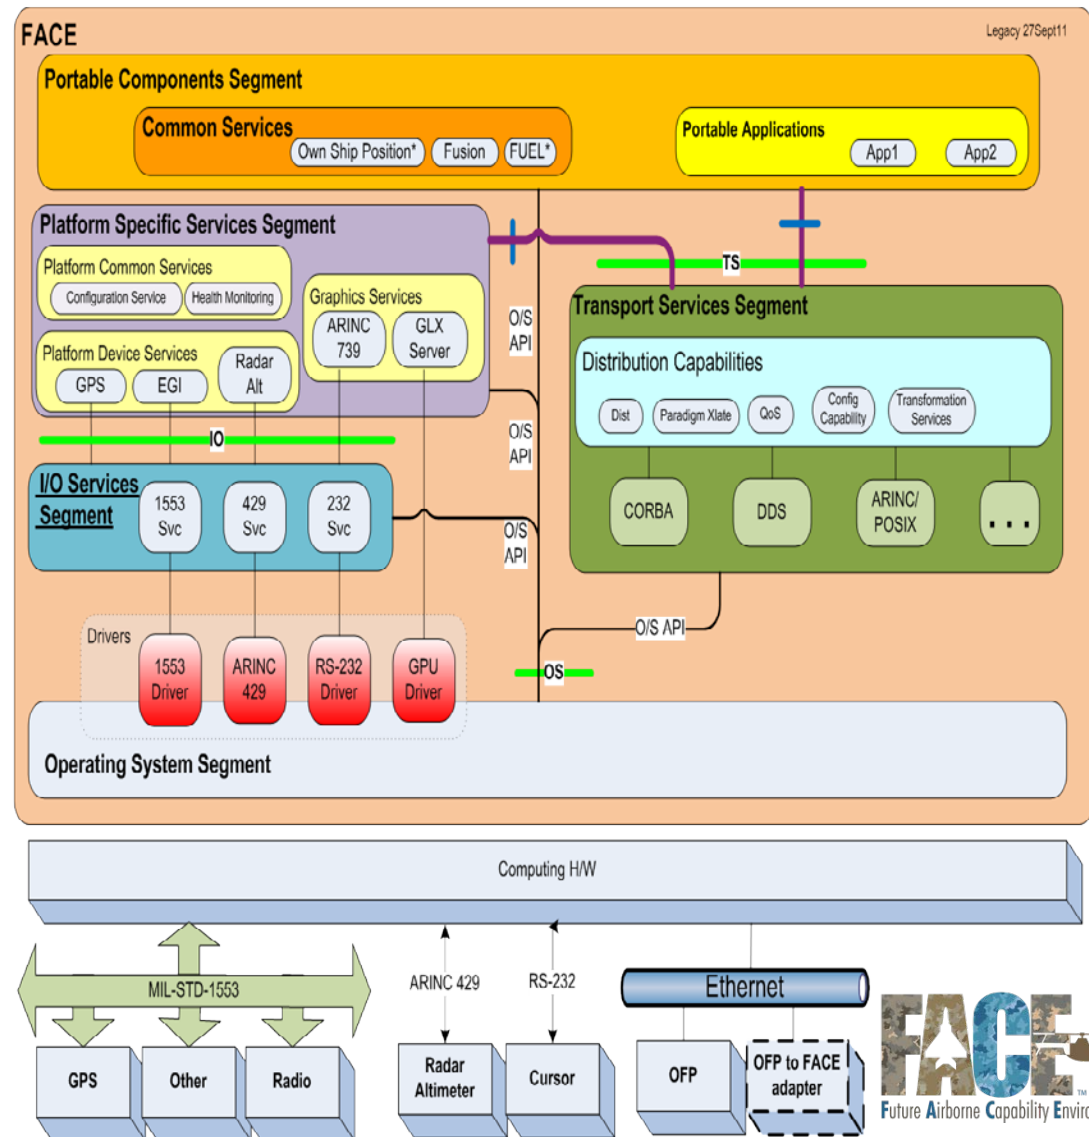 FACE
Legacy 27Sept11
Portable Components Segment
Common Services
Own Ship Position*
Fusion
FUEL*
Portable Applications
App1
App2
Platform Specific Services Segment
Platform Common Services
Configuration Service
Health Monitoring
Graphics Services
ARINC
739
GLX
Server
Platform Device Services
GPS
EGI
Radar
Alt
O/S
API
TS
Transport Services Segment
Distribution Capabilities
Dist
Paradigm Xlate
QoS
Config
Capability
Transformation
Services
CORBA
DDS
ARINC/
POSIX
. . .
O/S
API
IO
I/O Services
Segment
1553
Svc
429
Svc
232
Svc
O/S
API
O/S API
OS
Drivers
1553
Driver
ARINC
429
RS-232
Driver
GPU
Driver
Operating System Segment
Computing H/W
MIL-STD-1553
ARINC 429
RS-232
Ethernet
GPS
Other
Radio
Radar
Altimeter
Cursor
OFP
OFP to FACE
adapter
FACE
TM
Future Airborne Capability Enviro